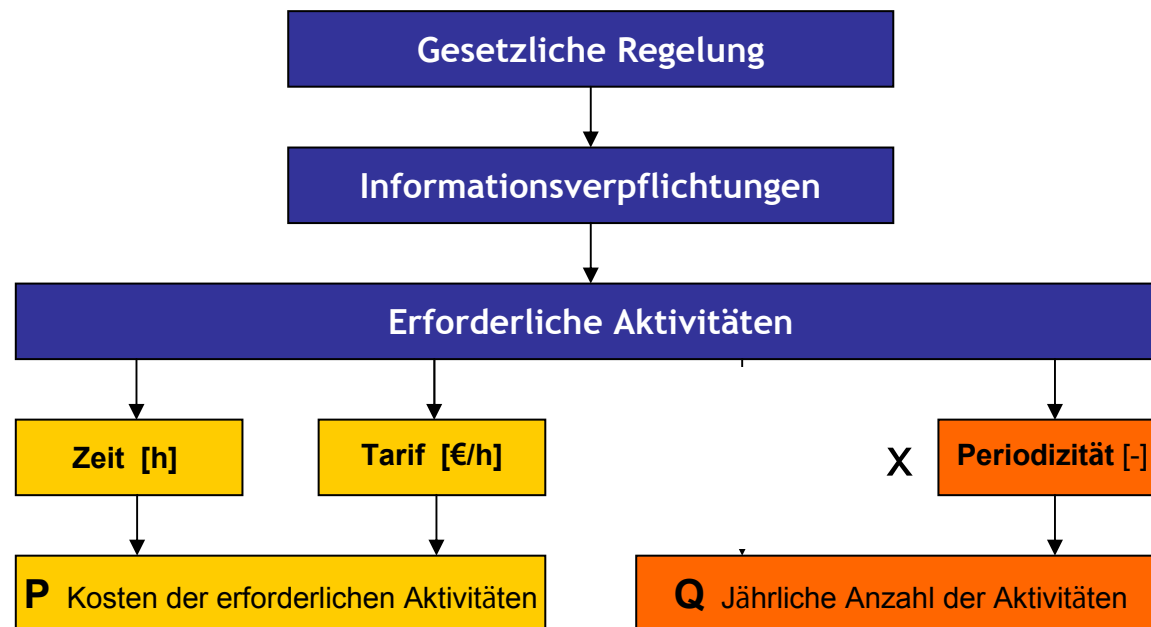 Gesetzliche Regelung
Informationsverpflichtungen
Erforderliche Aktivitäten
Zeit [h]
Tarif [€/h]
X
Periodizität [-]
P Kosten der erforderlichen Aktivitäten
Q Jährliche Anzahl der Aktivitäten